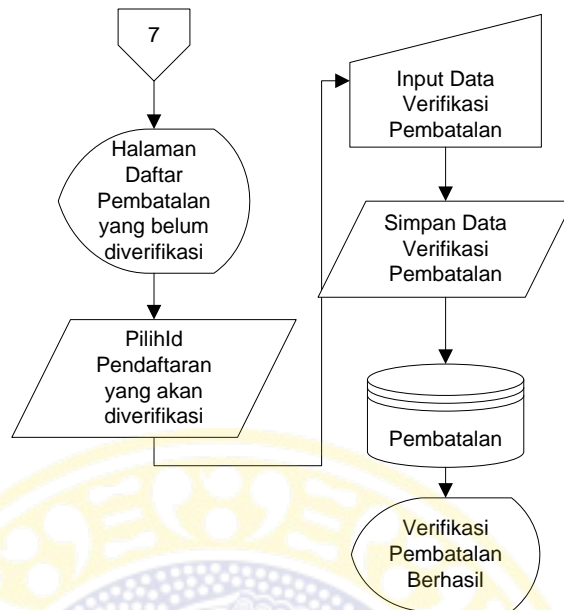 7
Halaman
Daftar
Pembatalan
yang belum
diverifikasi
PilihId
Pendaftaran
yang akan
diverifikasi
Input Data
Verifikasi
Pembatalan
Simpan Data
Verifikasi
Pembatalan
Pembatalan
Verifikasi
Pembatalan
Berhasil